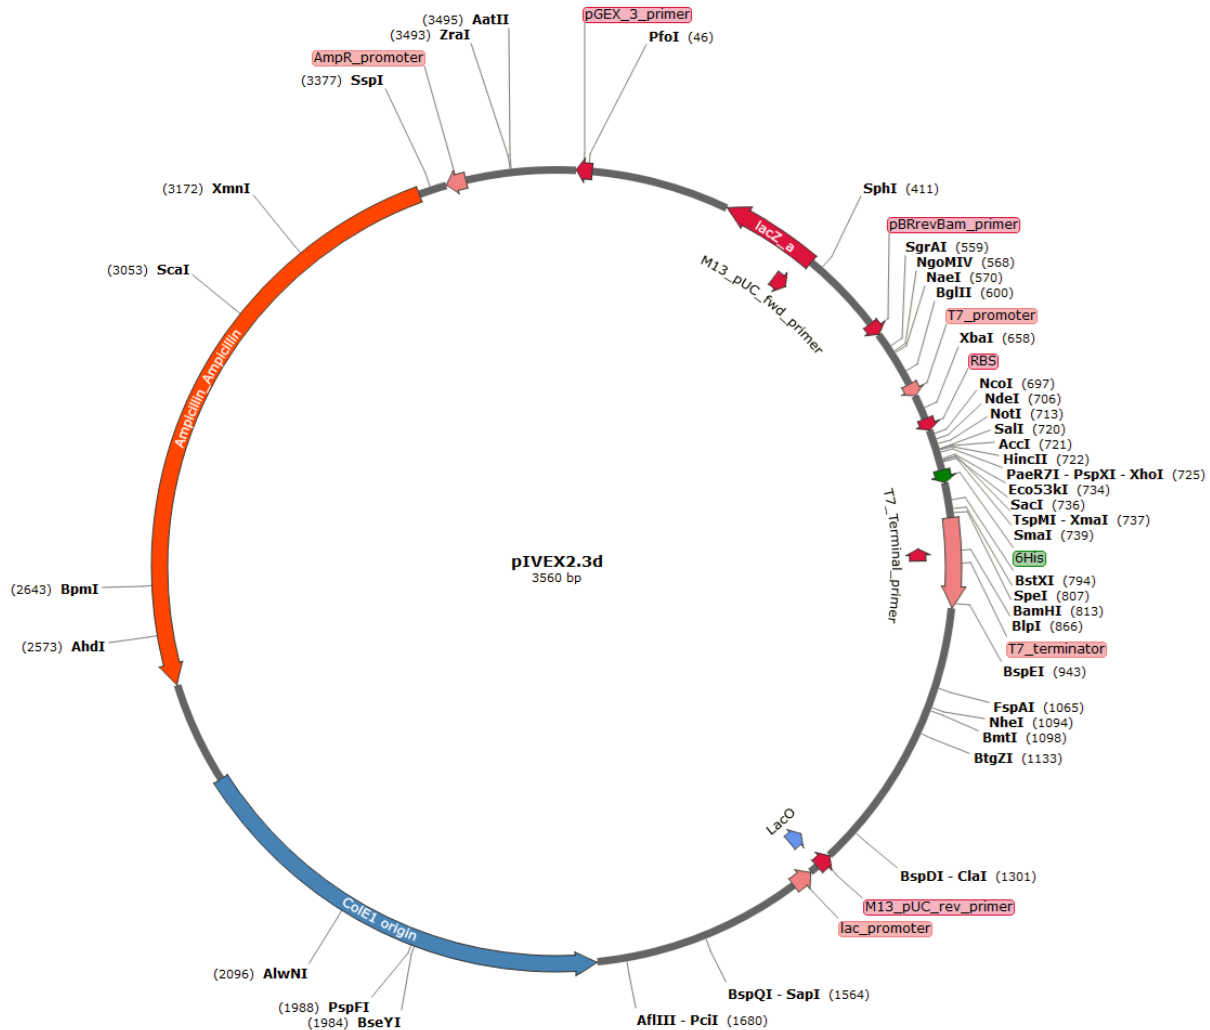 pGEX_3_primer
(3495) AatII
(3493) ZraI
PfoI (46)
AmpR_promoter
(3377) SspI
(3172) XmnI
SphI (411)
lacZ_a
pBRrevBam_primer
SgrAI (559)
NgoMIV (568)
NaeI (570)
BglII (600)
M13_pUC_fwd_primer
(3053) ScaI
T7_promoter
XbaI (658)
RBS
NcoI (697)
NdeI (706)
NotI (713)
SalI (720)
AccI (721)
HincII (722)
PaeR7I - PspXI - XhoI (725)
Eco53kI (734)
SacI (736)
TspMI - XmaI (737)
SmaI (739)
6His
BstXI (794)
SpeI (807)
BamHI (813)
BlpI (866)
T7_terminator
BspEI (943)
Ampicillin_Ampicillin
T7_Terminal_primer
pIVEX2.3d
3560 bp
(2643) BpmI
(2573) AhdI
FspAI (1065)
NheI (1094)
BmtI (1098)
BtgZI (1133)
LacO
BspDI - ClaI (1301)
M13_pUC_rev_primer
lac_promoter
ColE1 origin
(2096) AlwNI
(1988) PspFI
(1984) BseYI
BspQI - SapI (1564)
AflIII - PciI (1680)